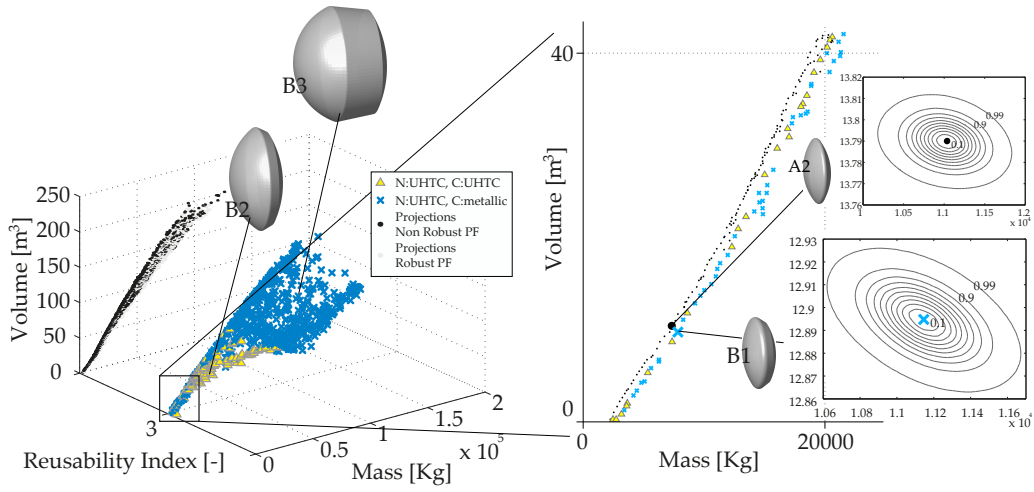 B3
B2
250
200
150
100
50
0
Volume [m³]
N:UHTC, C:UHTC
N:UHTC, C:metallic
Projections
Non Robust PF
Projections
Robust PF
3
Reusability Index [-]
0
0.5
1
1.5
2
x 10⁵
Mass [Kg]
40
0
Volume [m³]
0
20000
Mass [Kg]
A2
B1
13.82
13.81
13.8
13.79
13.78
13.77
13.76
0.99
0.9
0.1
1
1.05
1.1
1.15
1.2
x 10⁴
12.93
12.92
12.91
12.9
12.89
12.88
12.87
12.86
0.99
0.9
0.1
1.06
1.08
1.1
1.12
1.14
1.16
x 10⁴